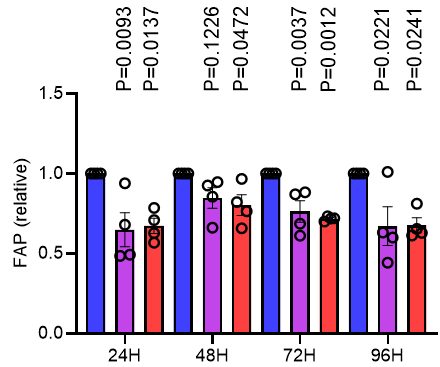 P=0.0093
P=0.0137
P=0.1226
P=0.0472
P=0.0037
P=0.0012
P=0.0221
P=0.0241
FAP (relative)
1.5
1.0
0.5
0.0
24H
48H
72H
96H